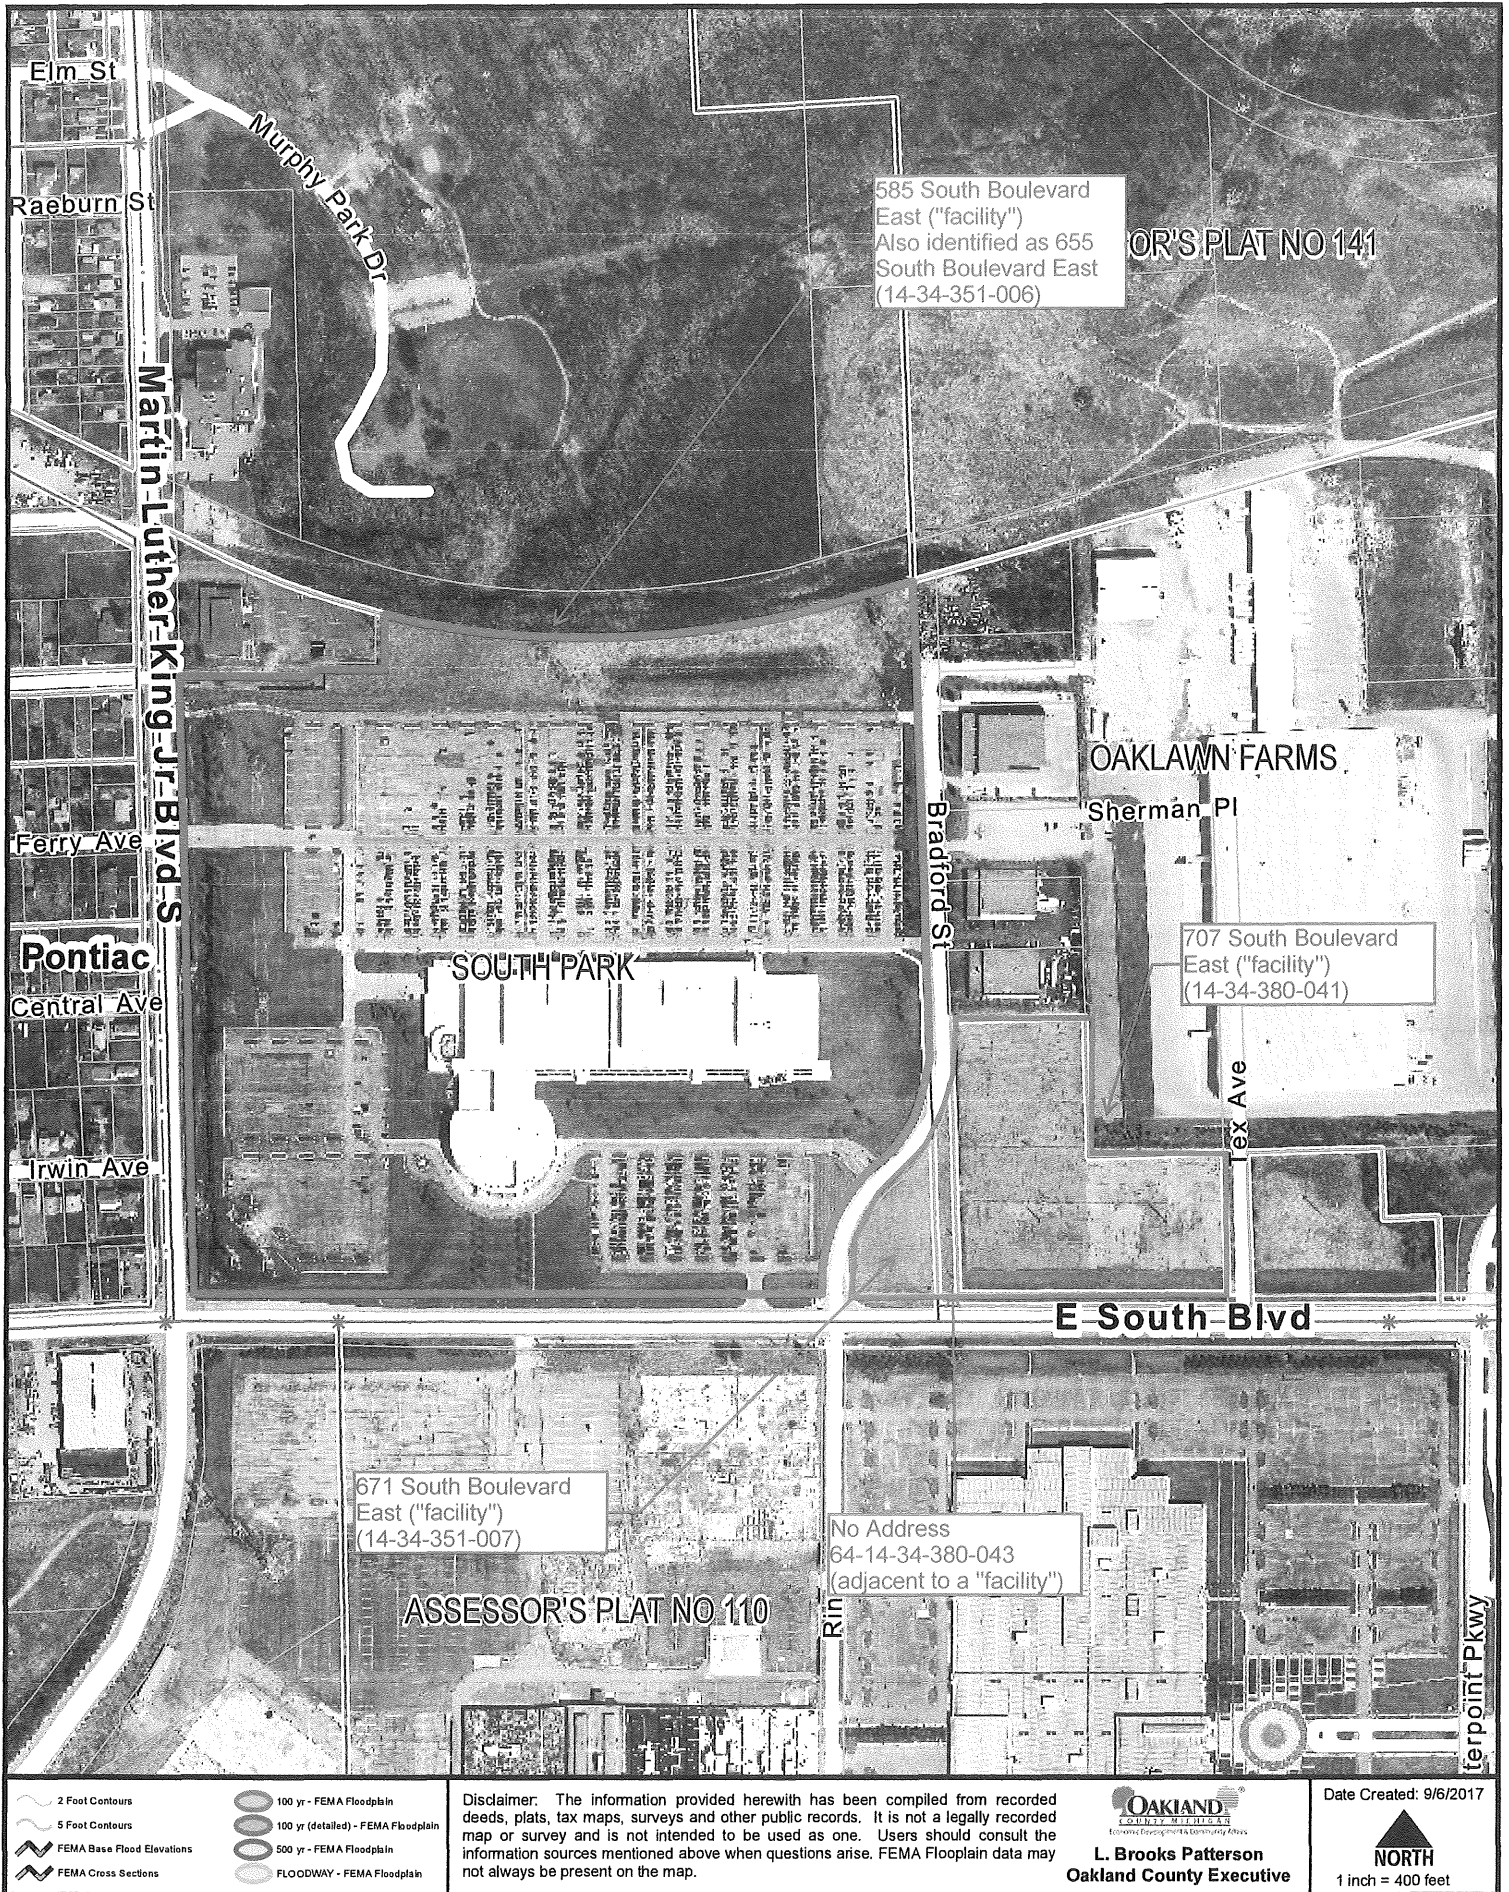 Elm St
Murphy Park Dr
Raeburn St
585 South Boulevard
East ("facility")
Also identified as 655
South Boulevard East
(14-34-351-006)
OR'S PLAT NO 141
Martin Luther King Jr Blvd S
OAKLAWN FARMS
Sherman Pl
Bradford St
Ferry Ave
Pontiac
SOUTH PARK
707 South Boulevard
East ("facility")
(14-34-380-041)
Central Ave
Tex Ave
Irwin Ave
E South Blvd
671 South Boulevard
East ("facility")
(14-34-351-007)
No Address
64-14-34-380-043
(adjacent to a "facility")
ASSESSOR'S PLAT NO 110
Rin
terpoint Pkwy
2 Foot Contours
5 Foot Contours
FEMA Base Flood Elevations
FEMA Cross Sections
100 yr - FEMA Floodplain
100 yr (detailed) - FEMA Floodplain
500 yr - FEMA Floodplain
FLOODWAY - FEMA Floodplain
Disclaimer: The information provided herewith has been compiled from recorded
deeds, plats, tax maps, surveys and other public records. It is not a legally recorded
map or survey and is not intended to be used as one. Users should consult the
information sources mentioned above when questions arise. FEMA Flooplain data may
not always be present on the map.
OAKLAND
COUNTY MICHIGAN
Economic Development & Community Affairs
L. Brooks Patterson
Oakland County Executive
Date Created: 9/6/2017
NORTH
1 inch = 400 feet